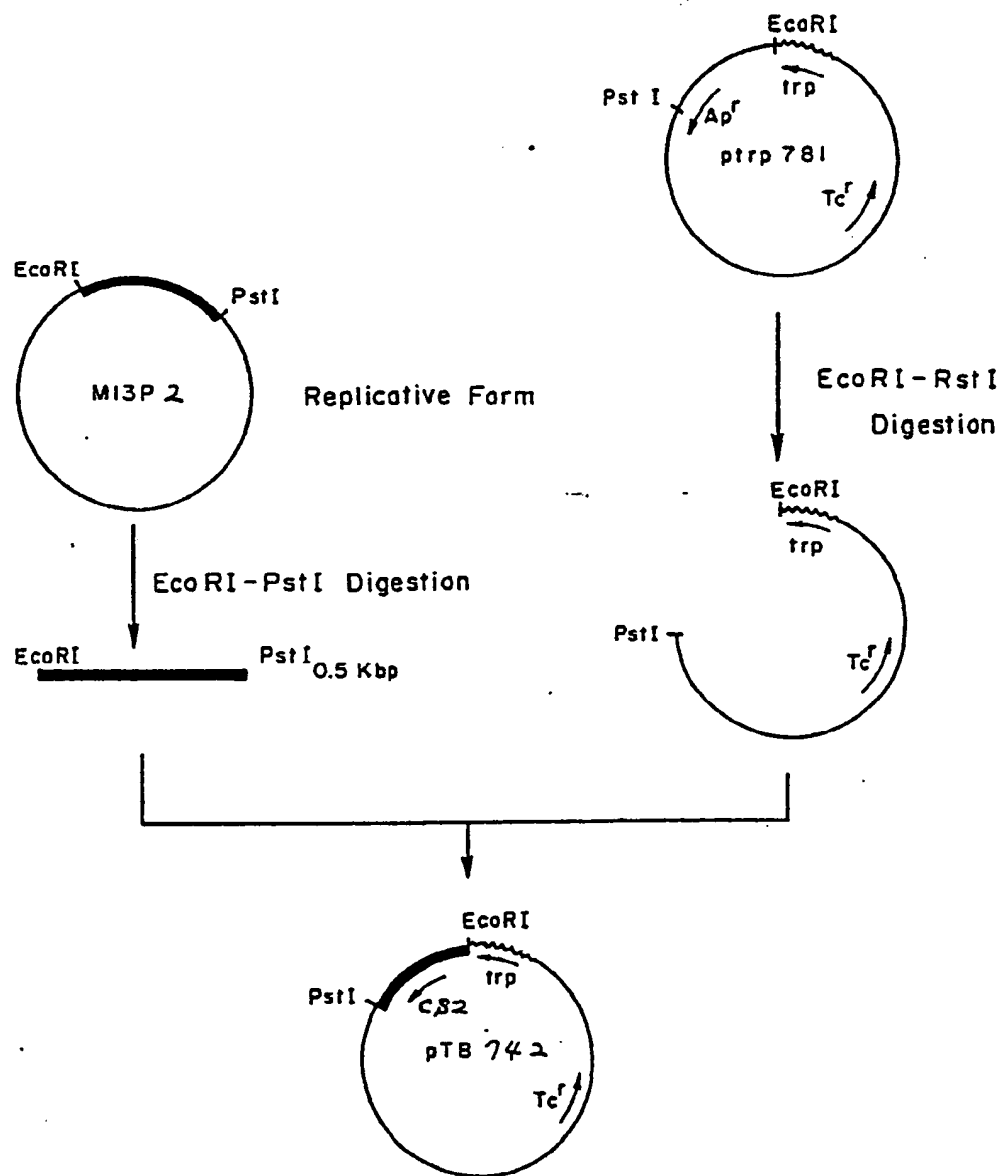 EcoRI
trp
Pst I
Apʳ
ptrp 781
Tcʳ
EcoRI
PstI
M13P 2
Replicative Form
EcoRI-RstI
Digestion
EcoRI
trp
PstI
Tcʳ
EcoRI-PstI Digestion
EcoRI
PstI 0.5 Kbp
EcoRI
trp
PstI
CS2
pTB 742
Tcʳ